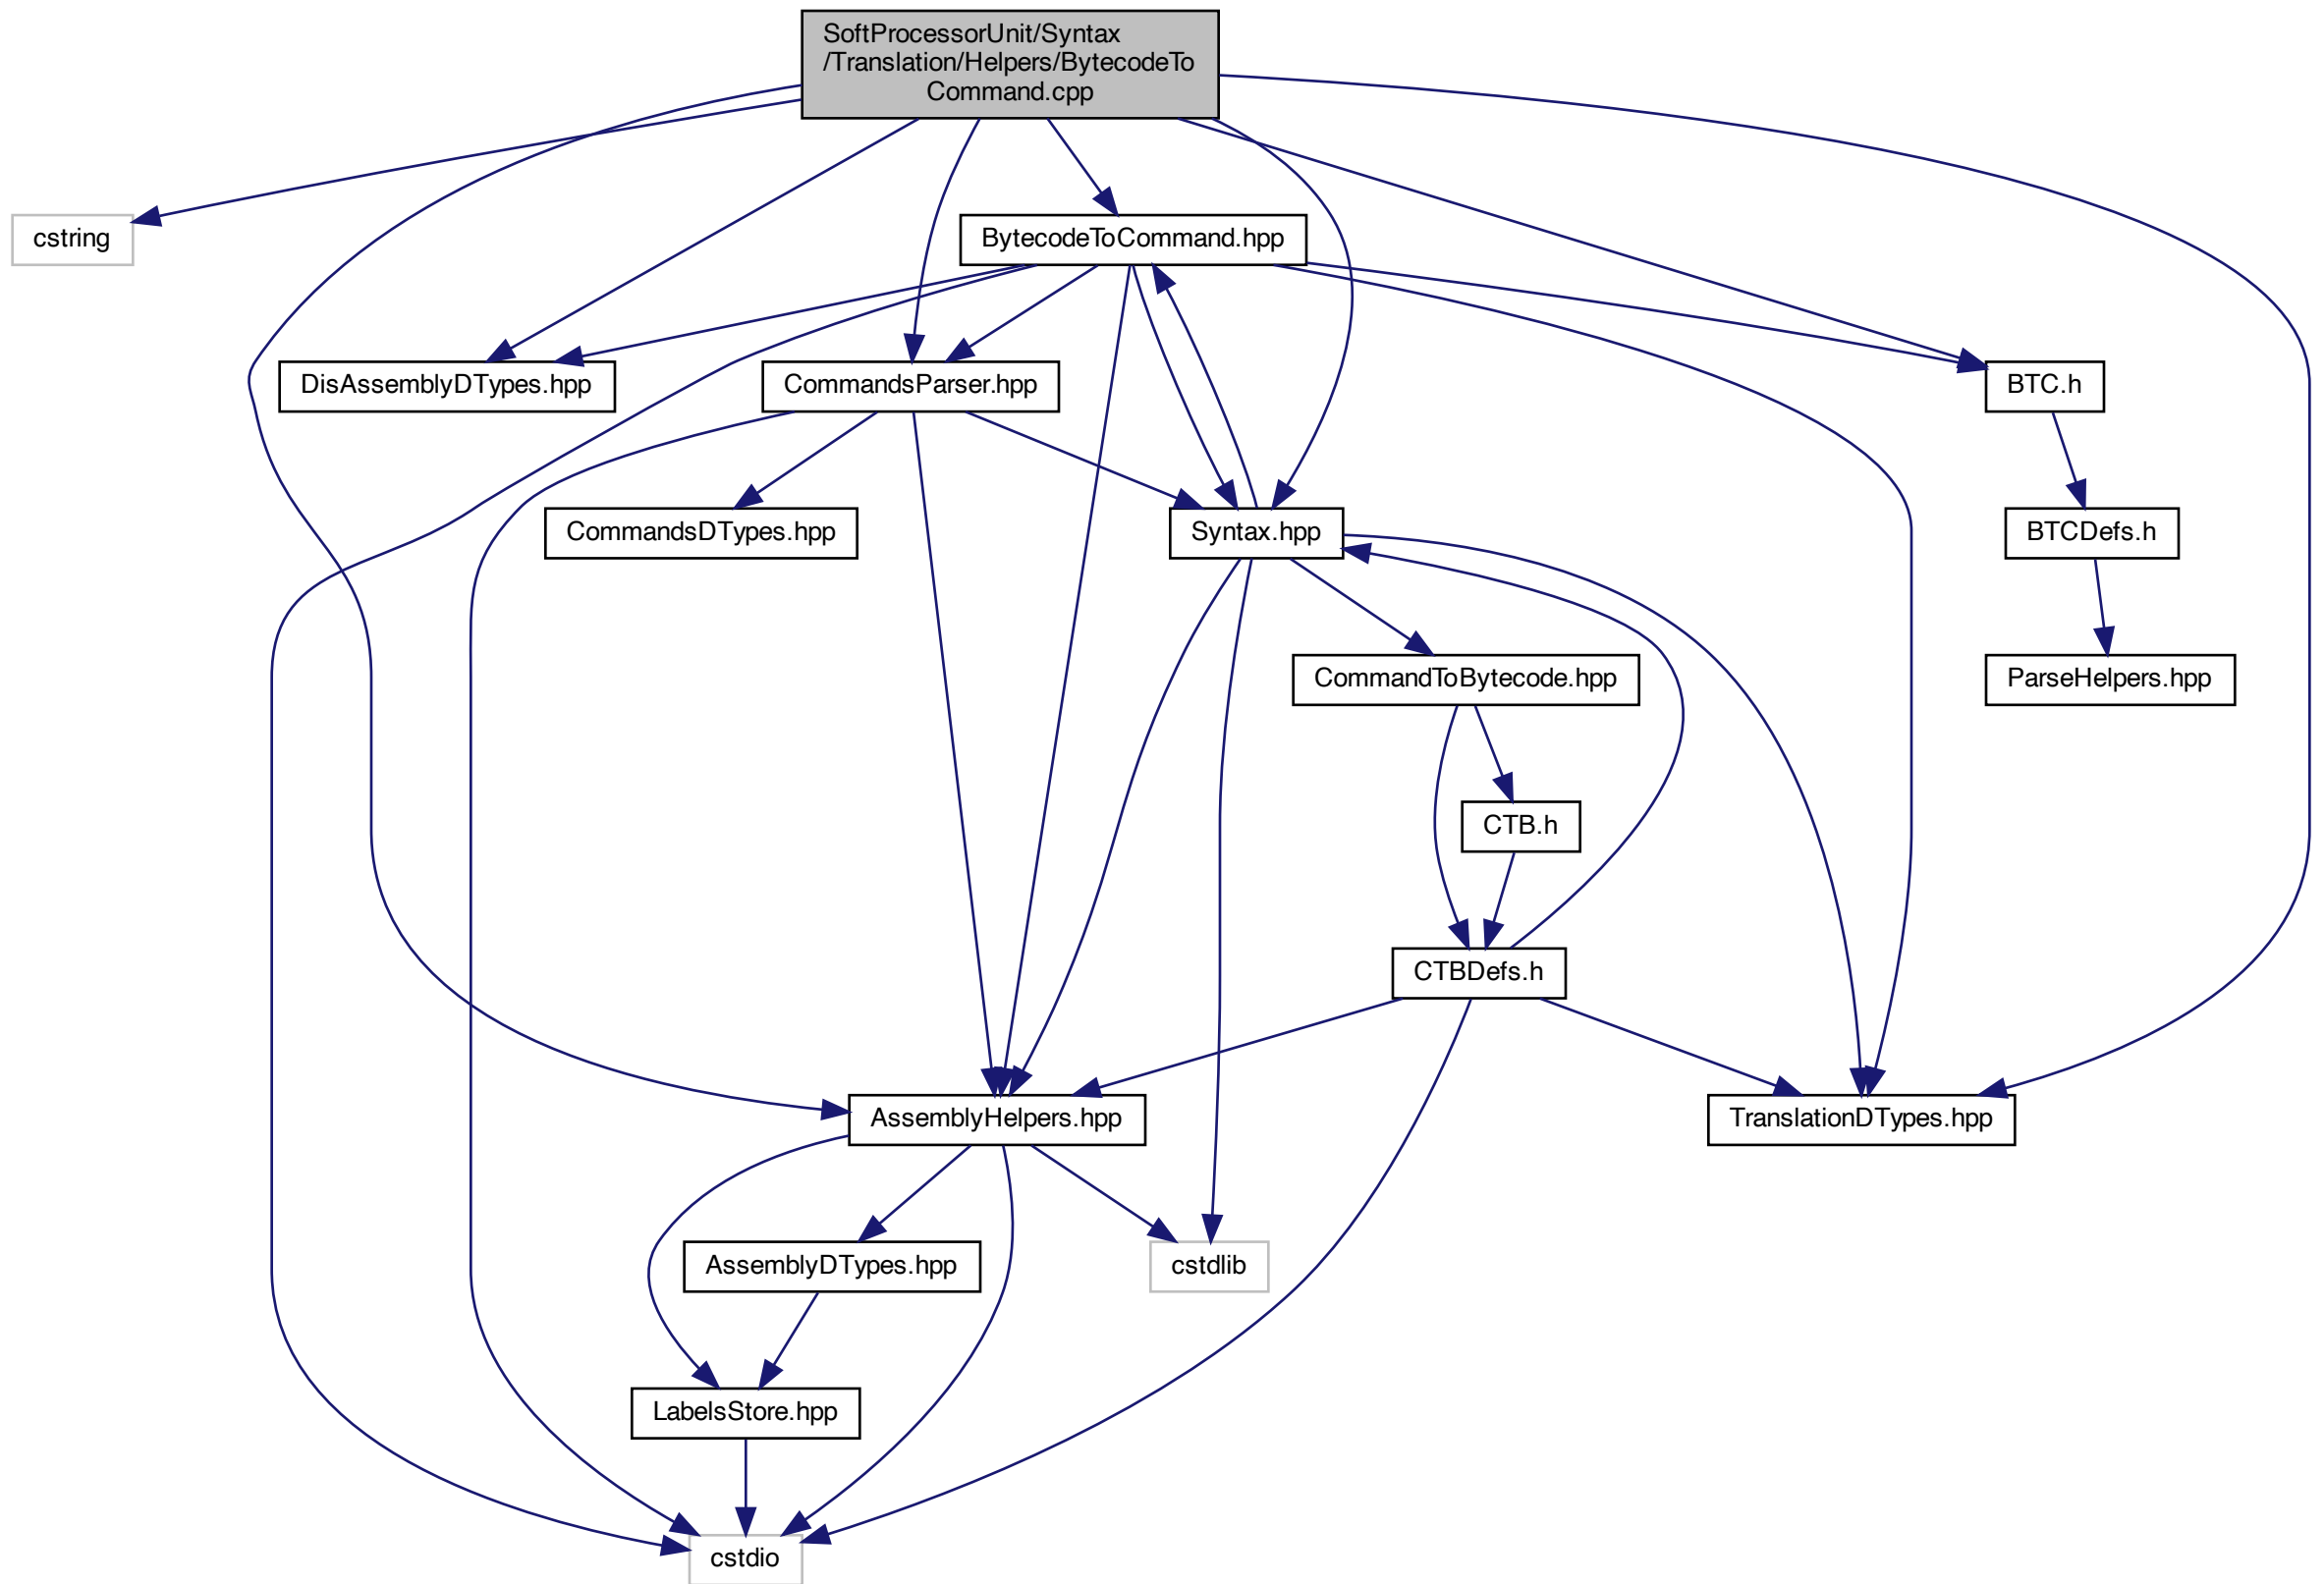 SoftProcessorUnit/Syntax
/Translation/Helpers/BytecodeTo
Command.cpp
cstring
BytecodeToCommand.hpp
DisAssemblyDTypes.hpp
CommandsParser.hpp
BTC.h
CommandsDTypes.hpp
Syntax.hpp
BTCDefs.h
CommandToBytecode.hpp
ParseHelpers.hpp
CTB.h
CTBDefs.h
AssemblyHelpers.hpp
TranslationDTypes.hpp
AssemblyDTypes.hpp
cstdlib
LabelsStore.hpp
cstdio